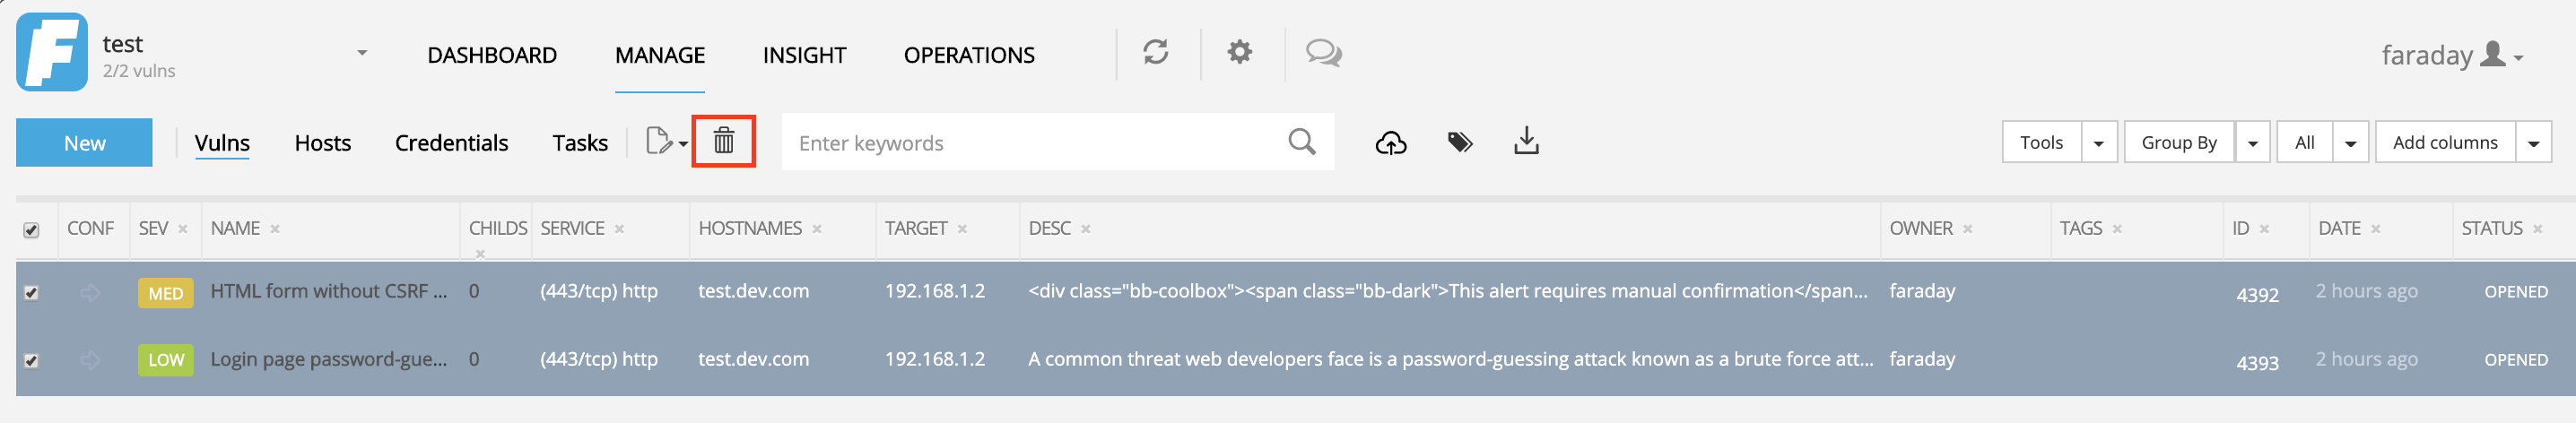 test
2/2 vulns
DASHBOARD MANAGE INSIGHT OPERATIONS
faraday
New Vulns Hosts Credentials Tasks Enter keywords Tools Group By All Add columns
CONF SEV NAME CHILDS SERVICE HOSTNAMES TARGET DESC OWNER TAGS ID DATE STATUS
MED HTML form without CSRF ... 0 (443/tcp) http test.dev.com 192.168.1.2 <div class="bb-coolbox"><span class="bb-dark">This alert requires manual confirmation</span... faraday 4392 2 hours ago OPENED
LOW Login page password-gue... 0 (443/tcp) http test.dev.com 192.168.1.2 A common threat web developers face is a password-guessing attack known as a brute force att... faraday 4393 2 hours ago OPENED